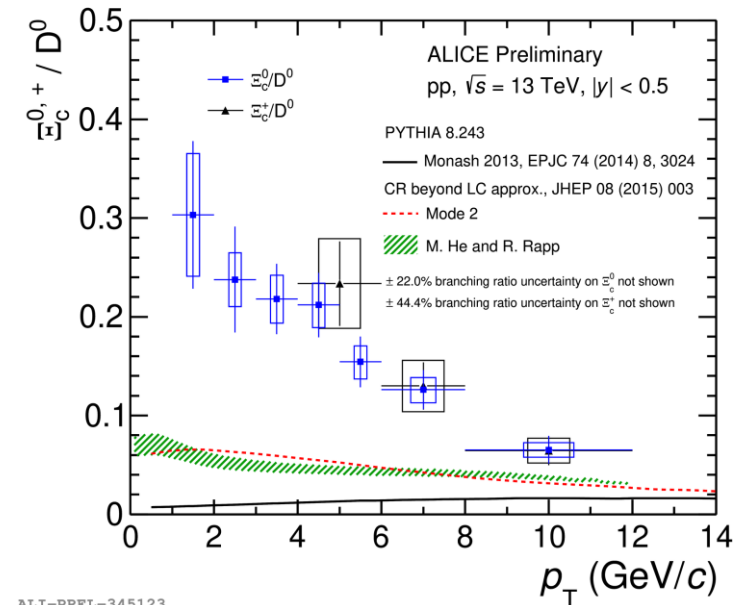 Ξc0,+ / D0
0.5
0.4
0.3
0.2
0.1
0
Ξc0/D0
Ξc+/D0
ALICE Preliminary
pp, √s = 13 TeV, |y| < 0.5
PYTHIA 8.243
Monash 2013, EPJC 74 (2014) 8, 3024
CR beyond LC approx., JHEP 08 (2015) 003
Mode 2
M. He and R. Rapp
± 22.0% branching ratio uncertainty on Ξc0 not shown
± 44.4% branching ratio uncertainty on Ξc+ not shown
0 2 4 6 8 10 12 14
pT (GeV/c)
ALI-PREL-345123